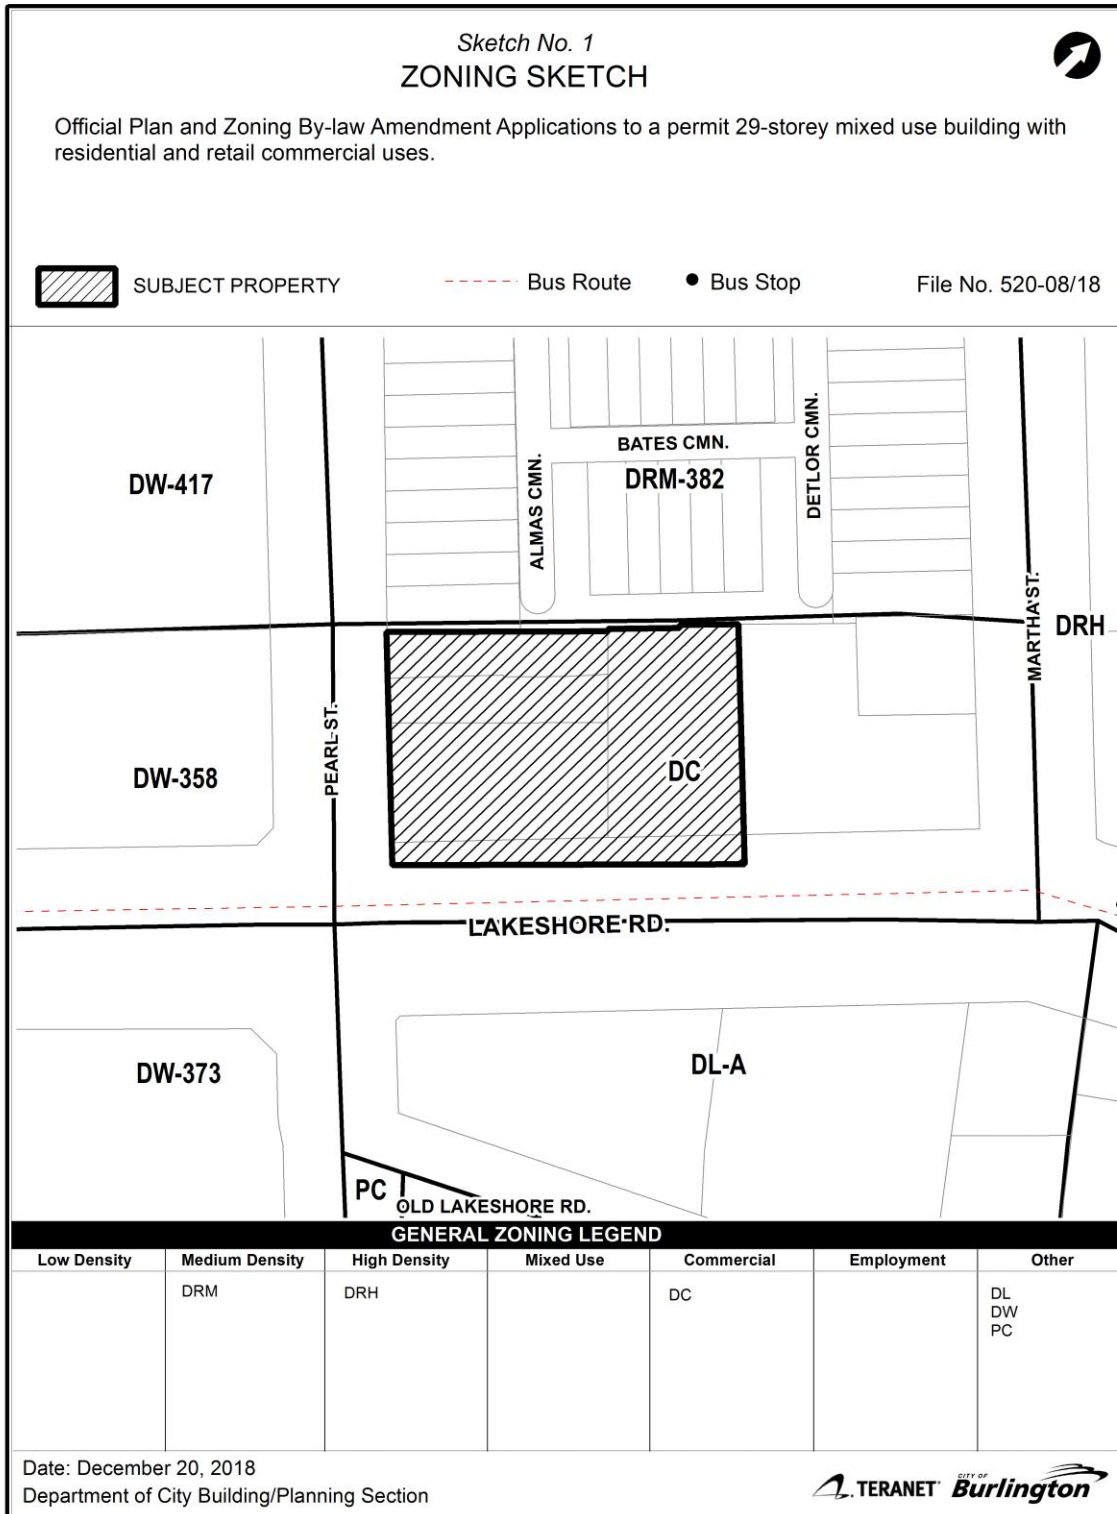 Sketch No. 1
ZONING SKETCH
Official Plan and Zoning By-law Amendment Applications to a permit 29-storey mixed use building with
residential and retail commercial uses.
SUBJECT PROPERTY
Bus Route
Bus Stop
File No. 520-08/18
DW-417
ALMAS CMN.
BATES CMN.
DRM-382
DETLOR CMN.
MARTHA ST.
DRH
DW-358
PEARL ST.
DC
LAKESHORE RD.
DW-373
DL-A
PC
OLD LAKESHORE RD.
GENERAL ZONING LEGEND
Low Density Medium Density High Density Mixed Use Commercial Employment Other
DRM DRH DC DL
DW
PC
Date: December 20, 2018
Department of City Building/Planning Section
TERANET
CITY OF
Burlington